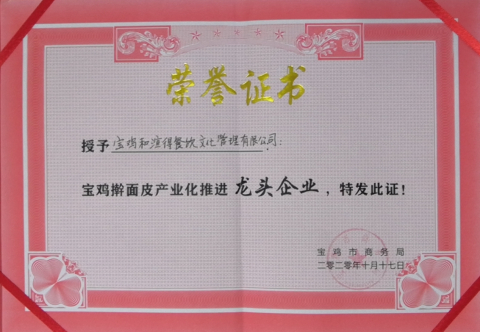 荣誉证书
授予宝鸡和淦得餐饮文化管理有限公司：
宝鸡擀面皮产业化推进龙头企业，特发此证！
宝鸡市商务局
二零二零年十月十七日